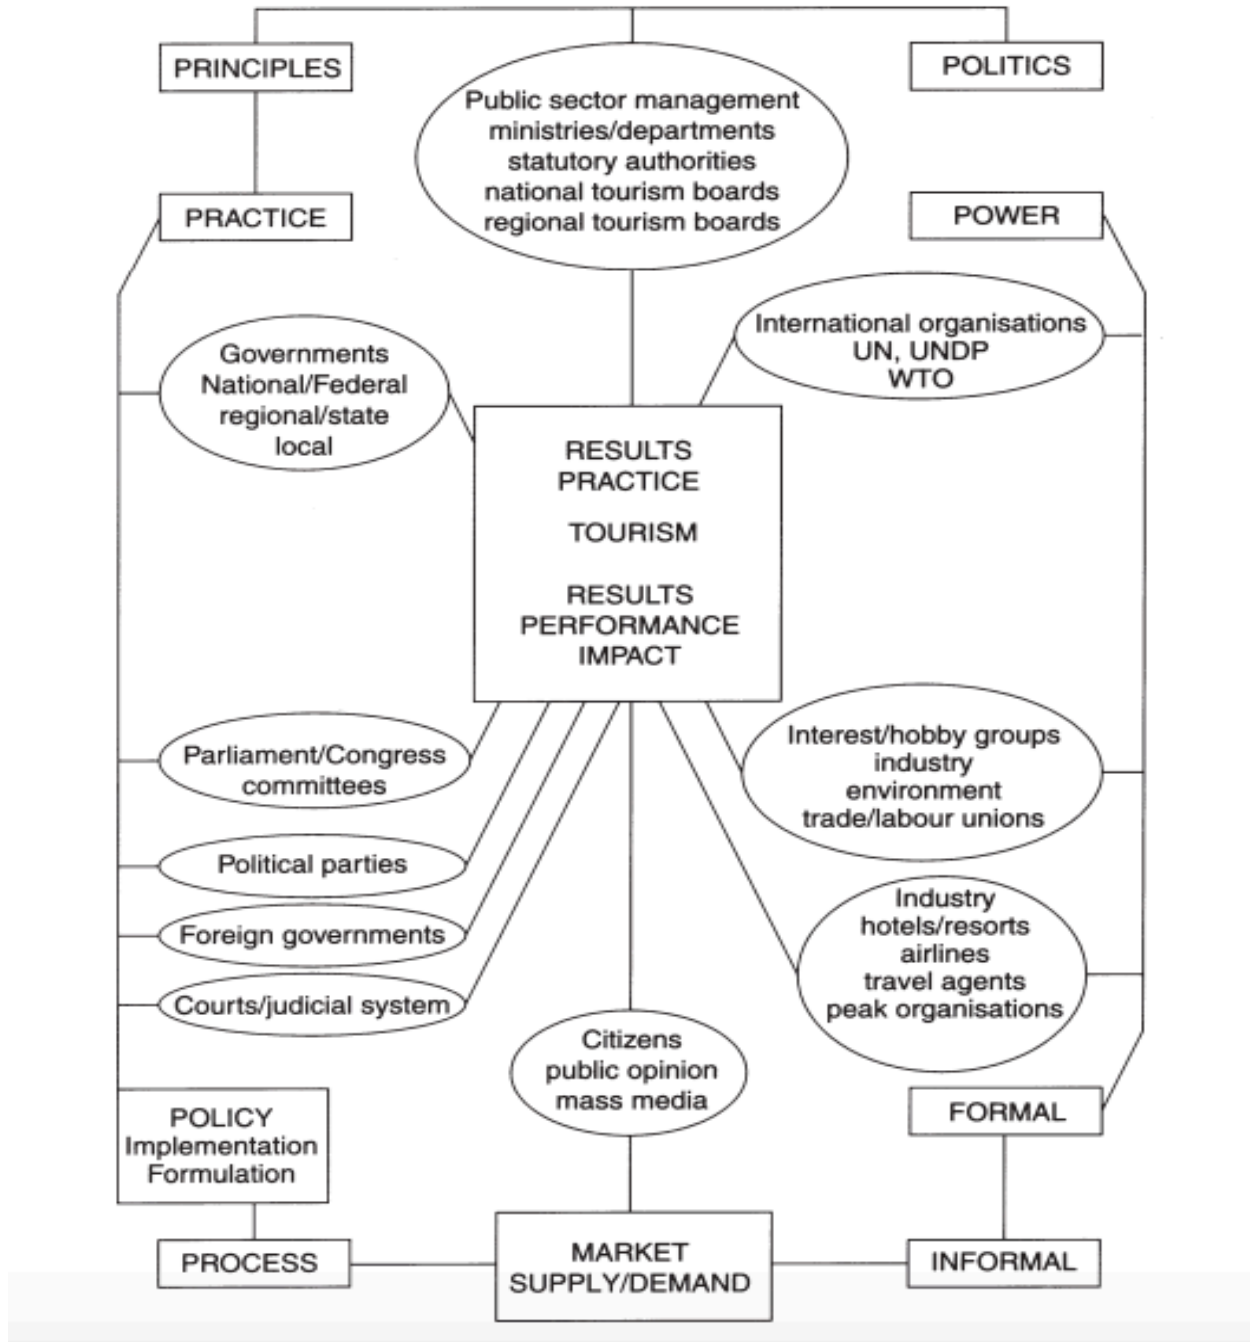 PRINCIPLES
POLITICS
Public sector management
ministries/departments
statutory authorities
national tourism boards
regional tourism boards
PRACTICE
POWER
International organisations
UN, UNDP
WTO
Governments
National/Federal
regional/state
local
RESULTS
PRACTICE
TOURISM
RESULTS
PERFORMANCE
IMPACT
Parliament/Congress
committees
Interest/hobby groups
industry
environment
trade/labour unions
Political parties
Foreign governments
Courts/judicial system
Industry
hotels/resorts
airlines
travel agents
peak organisations
Citizens
public opinion
mass media
POLICY
Implementation
Formulation
FORMAL
PROCESS
MARKET
SUPPLY/DEMAND
INFORMAL